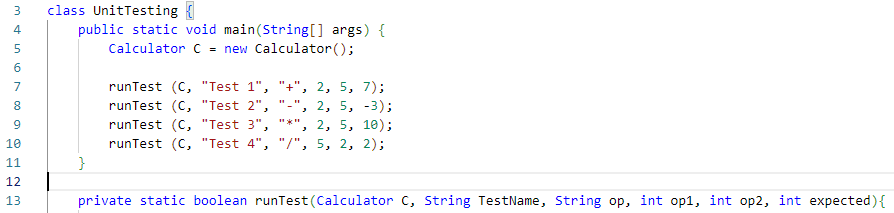 3 class UnitTesting {
4 public static void main(String[] args) {
5 Calculator C = new Calculator();
6
7 runTest (C, "Test 1", "+", 2, 5, 7);
8 runTest (C, "Test 2", "-", 2, 5, -3);
9 runTest (C, "Test 3", "*", 2, 5, 10);
10 runTest (C, "Test 4", "/", 5, 2, 2);
11 }
12
13 private static boolean runTest(Calculator C, String TestName, String op, int op1, int op2, int expected){